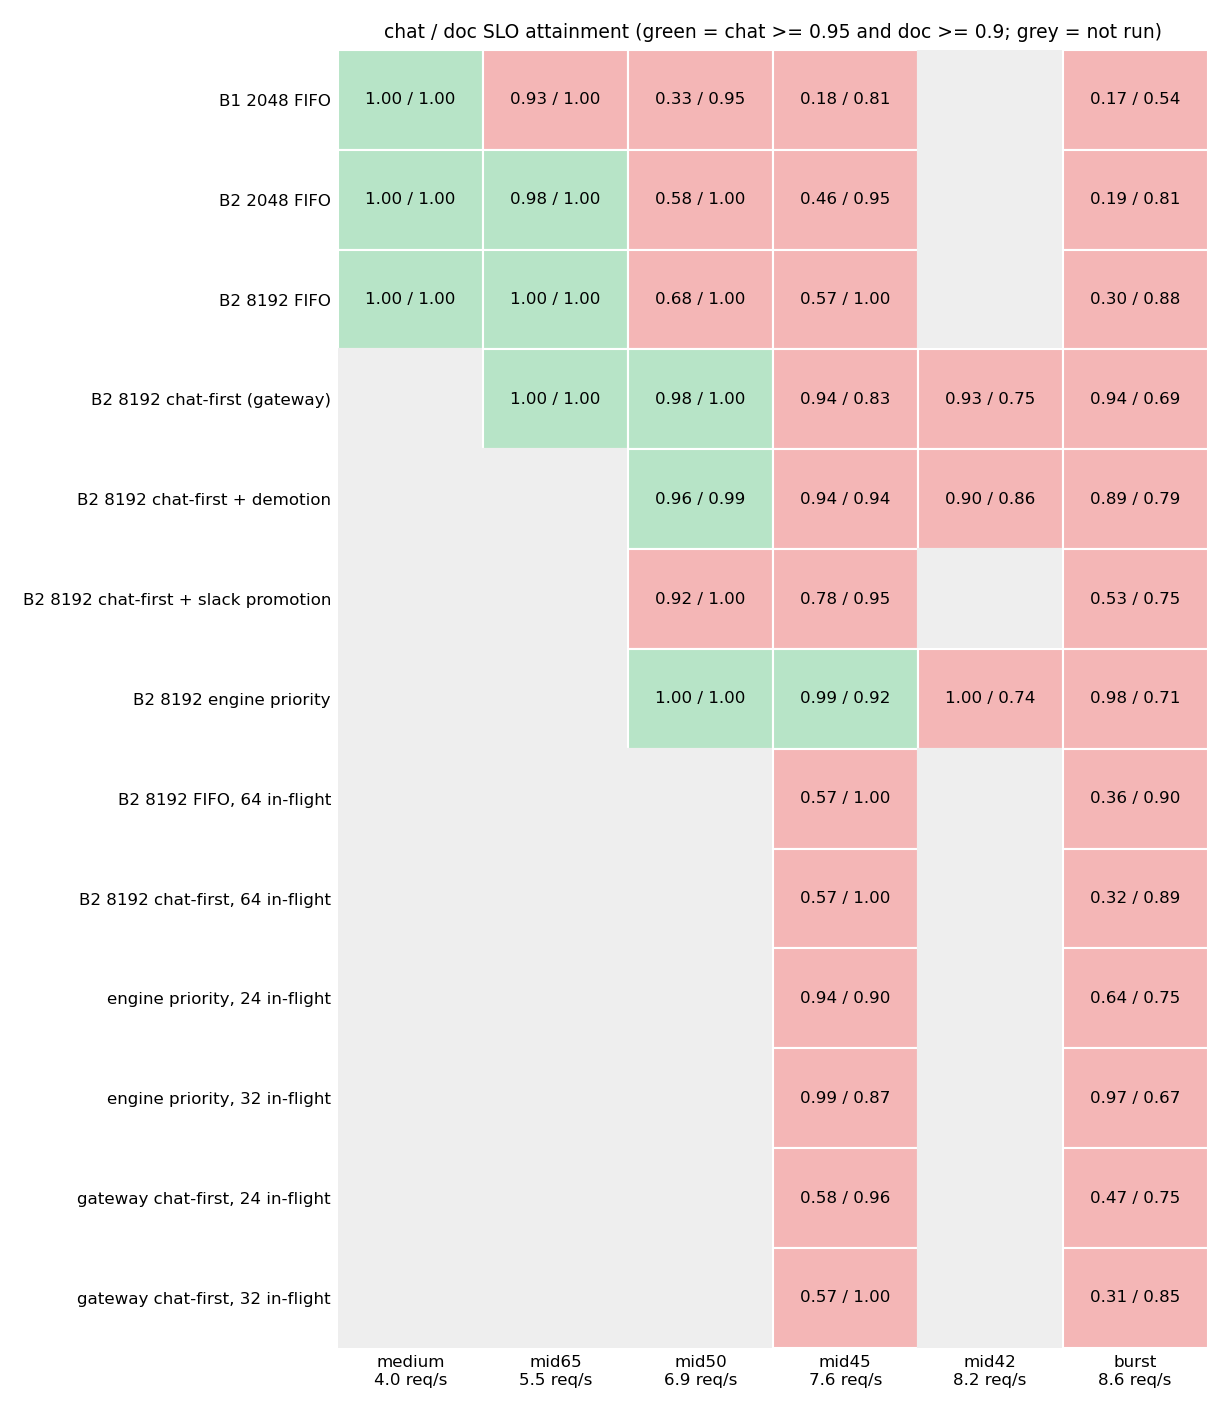 chat / doc SLO attainment (green = chat >= 0.95 and doc >= 0.9; grey = not run)
B1 2048 FIFO 1.00 / 1.00 0.93 / 1.00 0.33 / 0.95 0.18 / 0.81 0.17 / 0.54
B2 2048 FIFO 1.00 / 1.00 0.98 / 1.00 0.58 / 1.00 0.46 / 0.95 0.19 / 0.81
B2 8192 FIFO 1.00 / 1.00 1.00 / 1.00 0.68 / 1.00 0.57 / 1.00 0.30 / 0.88
B2 8192 chat-first (gateway) 1.00 / 1.00 0.98 / 1.00 0.94 / 0.83 0.93 / 0.75 0.94 / 0.69
B2 8192 chat-first + demotion 0.96 / 0.99 0.94 / 0.94 0.90 / 0.86 0.89 / 0.79
B2 8192 chat-first + slack promotion 0.92 / 1.00 0.78 / 0.95 0.53 / 0.75
B2 8192 engine priority 1.00 / 1.00 0.99 / 0.92 1.00 / 0.74 0.98 / 0.71
B2 8192 FIFO, 64 in-flight 0.57 / 1.00 0.36 / 0.90
B2 8192 chat-first, 64 in-flight 0.57 / 1.00 0.32 / 0.89
engine priority, 24 in-flight 0.94 / 0.90 0.64 / 0.75
engine priority, 32 in-flight 0.99 / 0.87 0.97 / 0.67
gateway chat-first, 24 in-flight 0.58 / 0.96 0.47 / 0.75
gateway chat-first, 32 in-flight 0.57 / 1.00 0.31 / 0.85
medium mid65 mid50 mid45 mid42 burst
4.0 req/s 5.5 req/s 6.9 req/s 7.6 req/s 8.2 req/s 8.6 req/s